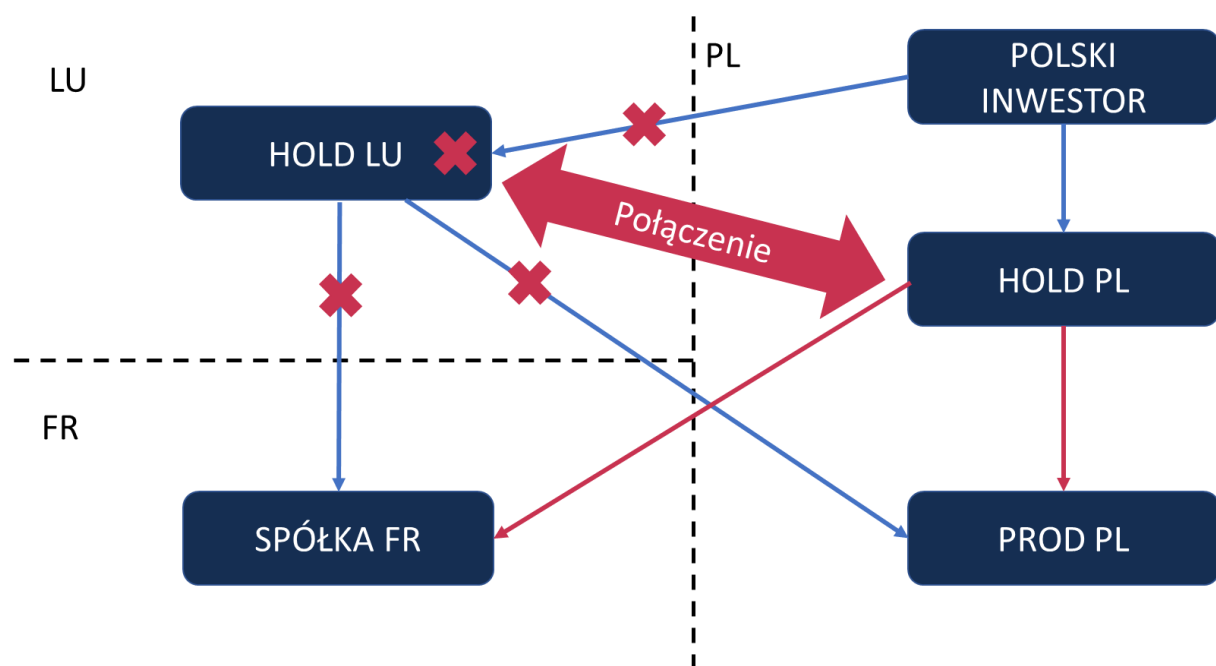 LU
PL
POLSKI
INWESTOR
HOLD LU
Połączenie
HOLD PL
FR
SPÓŁKA FR
PROD PL